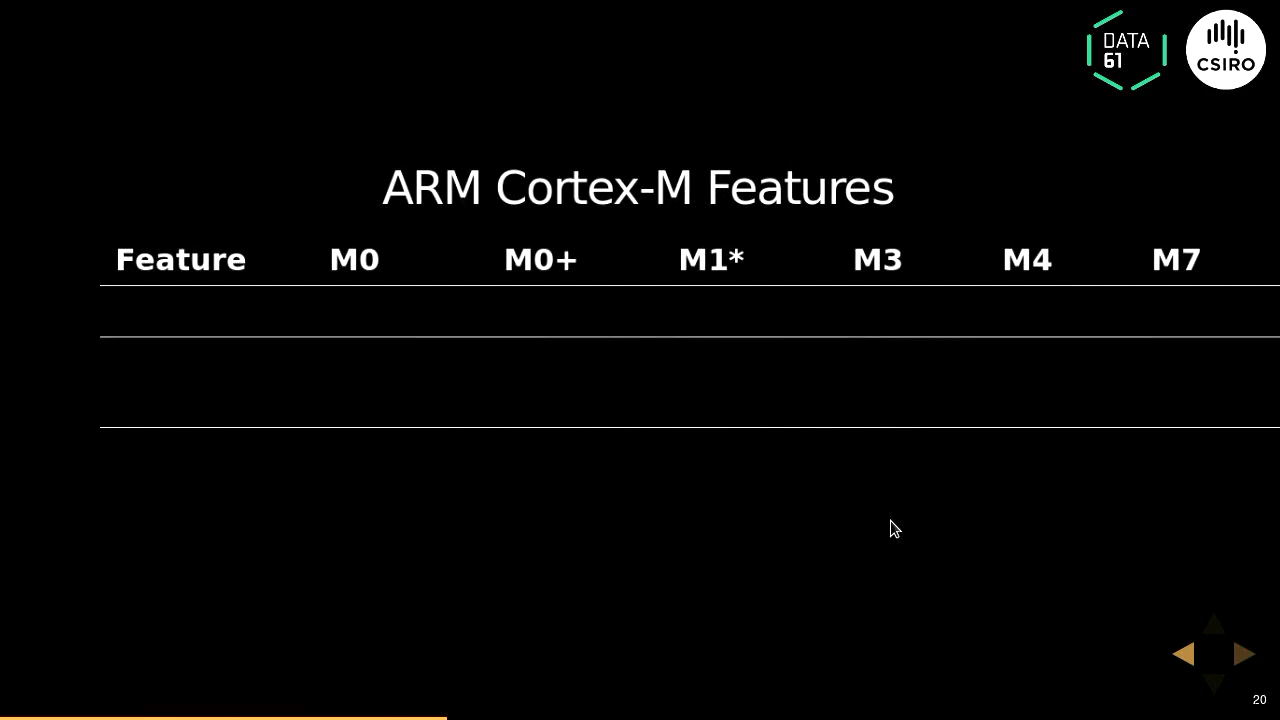 DATA
61
CSIRO
ARM Cortex-M Features
Feature M0 M0+ M1* M3 M4 M7
20